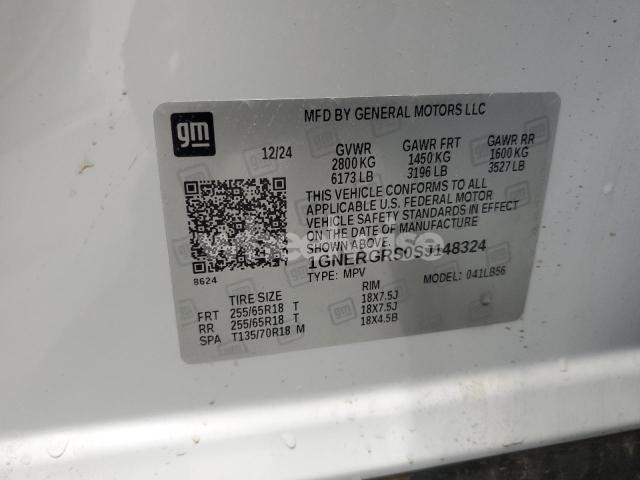 MFD BY GENERAL MOTORS LLC
gm
12/24 GVWR GAWR FRT GAWR RR
2800 KG 1450 KG 1600 KG
6173 LB 3196 LB 3527 LB
THIS VEHICLE CONFORMS TO ALL
APPLICABLE U.S. FEDERAL MOTOR
VEHICLE SAFETY STANDARDS IN EFFECT
ON THE DATE OF MANUFACTURE
SHOWN ABOVE.
1GNERGRS0SJ148324
8624 TYPE: MPV MODEL: 041LB56
TIRE SIZE RIM
FRT 255/65R18 T 18X7.5J
RR 255/65R18 T 18X7.5J
SPA T135/70R18 M 18X4.5B